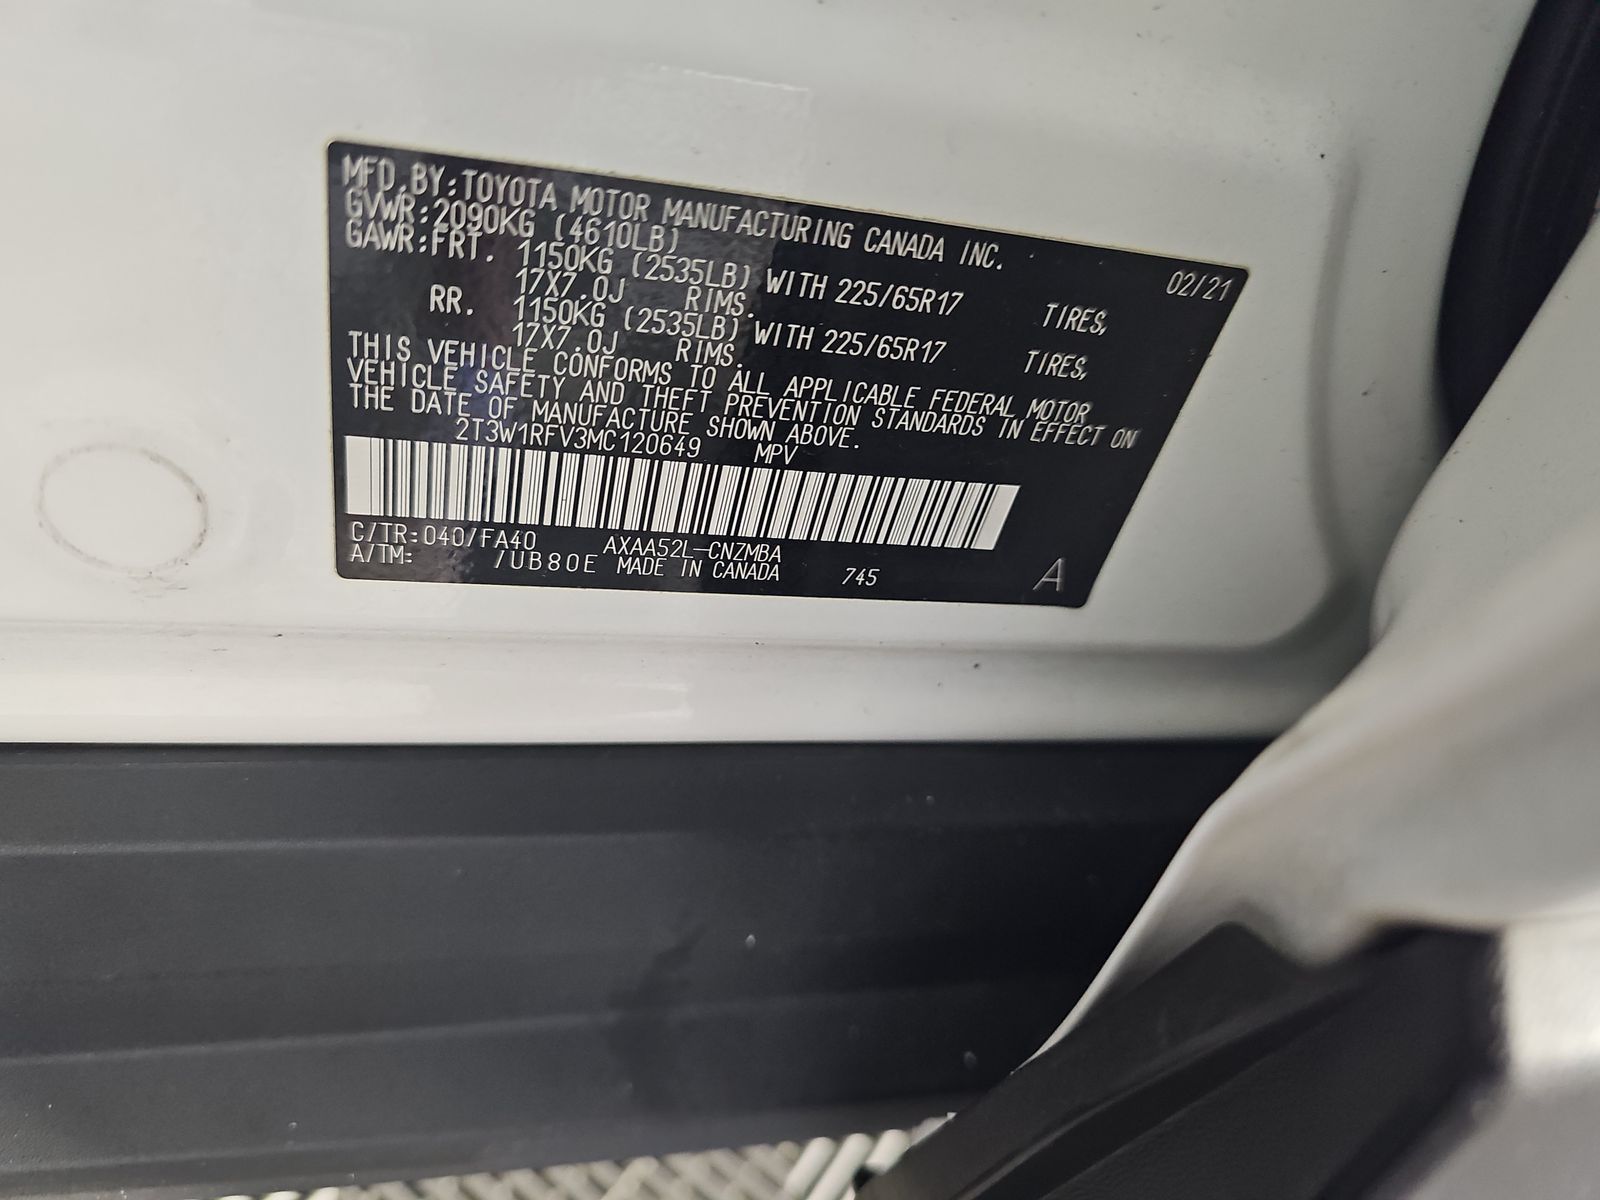 MFD.BY:TOYOTA MOTOR MANUFACTURING CANADA INC. 02/21
GVWR:2090KG (4610LB)
GAWR:FRT. 1150KG (2535LB) WITH 225/65R17 TIRES,
17X7.0J RIMS.
RR. 1150KG (2535LB) WITH 225/65R17 TIRES,
17X7.0J RIMS.
THIS VEHICLE CONFORMS TO ALL APPLICABLE FEDERAL MOTOR
VEHICLE SAFETY AND THEFT PREVENTION STANDARDS IN EFFECT ON
THE DATE OF MANUFACTURE SHOWN ABOVE.
2T3W1RFV3MC120649 MPV
C/TR:040/FA40 AXAA52L-CNZMBA
A/TM: /UB80E MADE IN CANADA 745 A